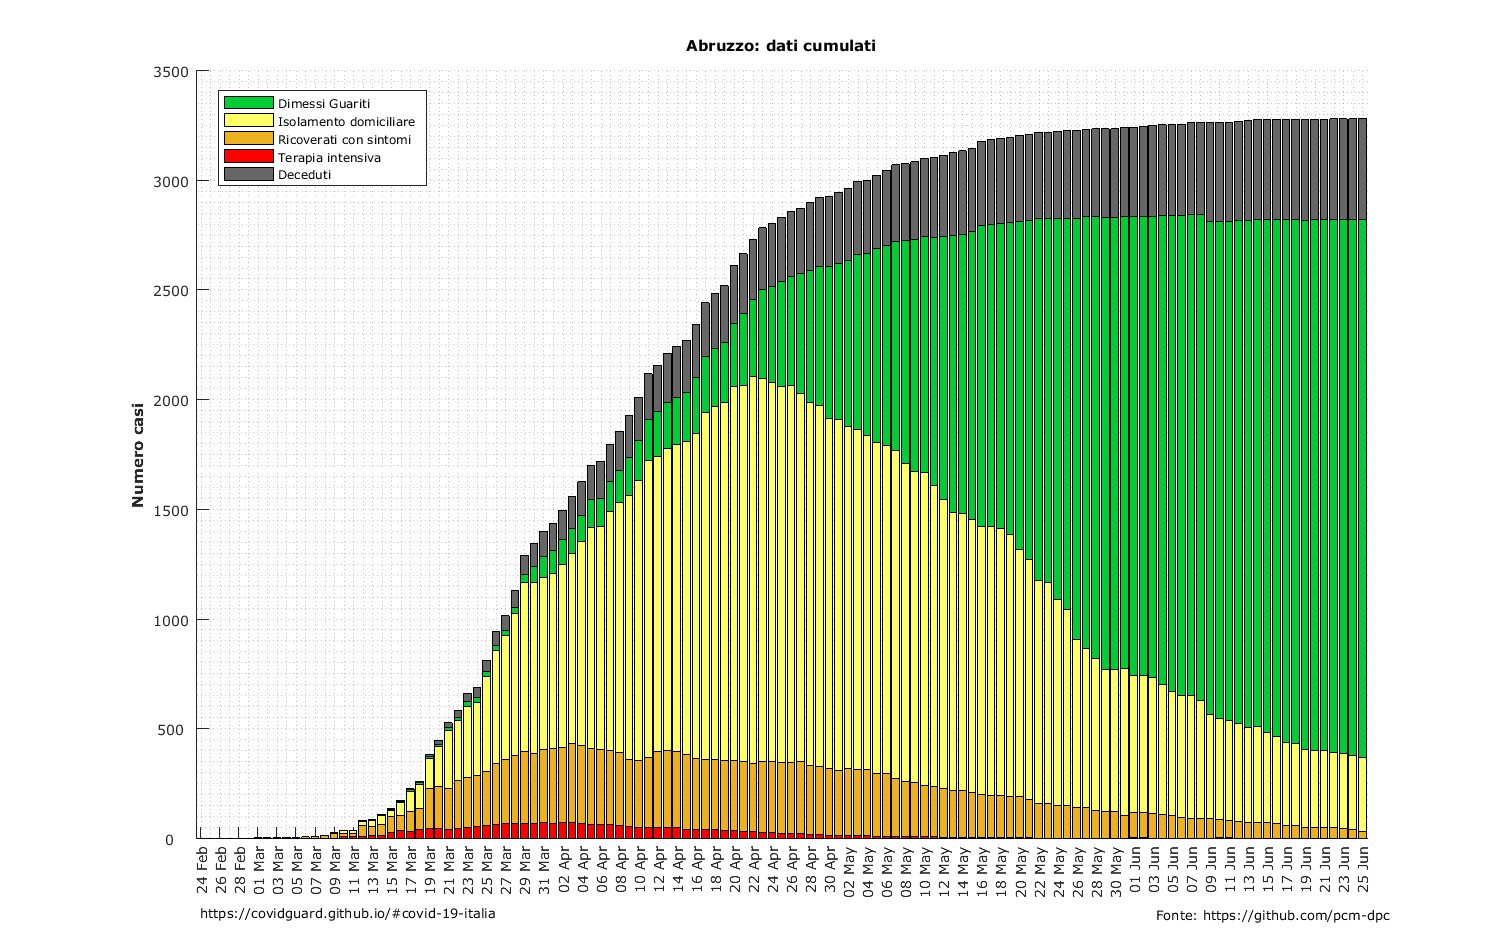 Abruzzo: dati cumulati
3500
3000
2500
2000
1500
1000
500
0
Numero casi
Dimessi Guariti
Isolamento domiciliare
Ricoverati con sintomi
Terapia intensiva
Deceduti
24 Feb
26 Feb
28 Feb
01 Mar
03 Mar
05 Mar
07 Mar
09 Mar
11 Mar
13 Mar
15 Mar
17 Mar
19 Mar
21 Mar
23 Mar
25 Mar
27 Mar
29 Mar
31 Mar
02 Apr
04 Apr
06 Apr
08 Apr
10 Apr
12 Apr
14 Apr
16 Apr
18 Apr
20 Apr
22 Apr
24 Apr
26 Apr
28 Apr
30 Apr
02 May
04 May
06 May
08 May
10 May
12 May
14 May
16 May
18 May
20 May
22 May
24 May
26 May
28 May
30 May
01 Jun
03 Jun
05 Jun
07 Jun
09 Jun
11 Jun
13 Jun
15 Jun
17 Jun
19 Jun
21 Jun
23 Jun
25 Jun
https://covidguard.github.io/#covid-19-italia
Fonte: https://github.com/pcm-dpc